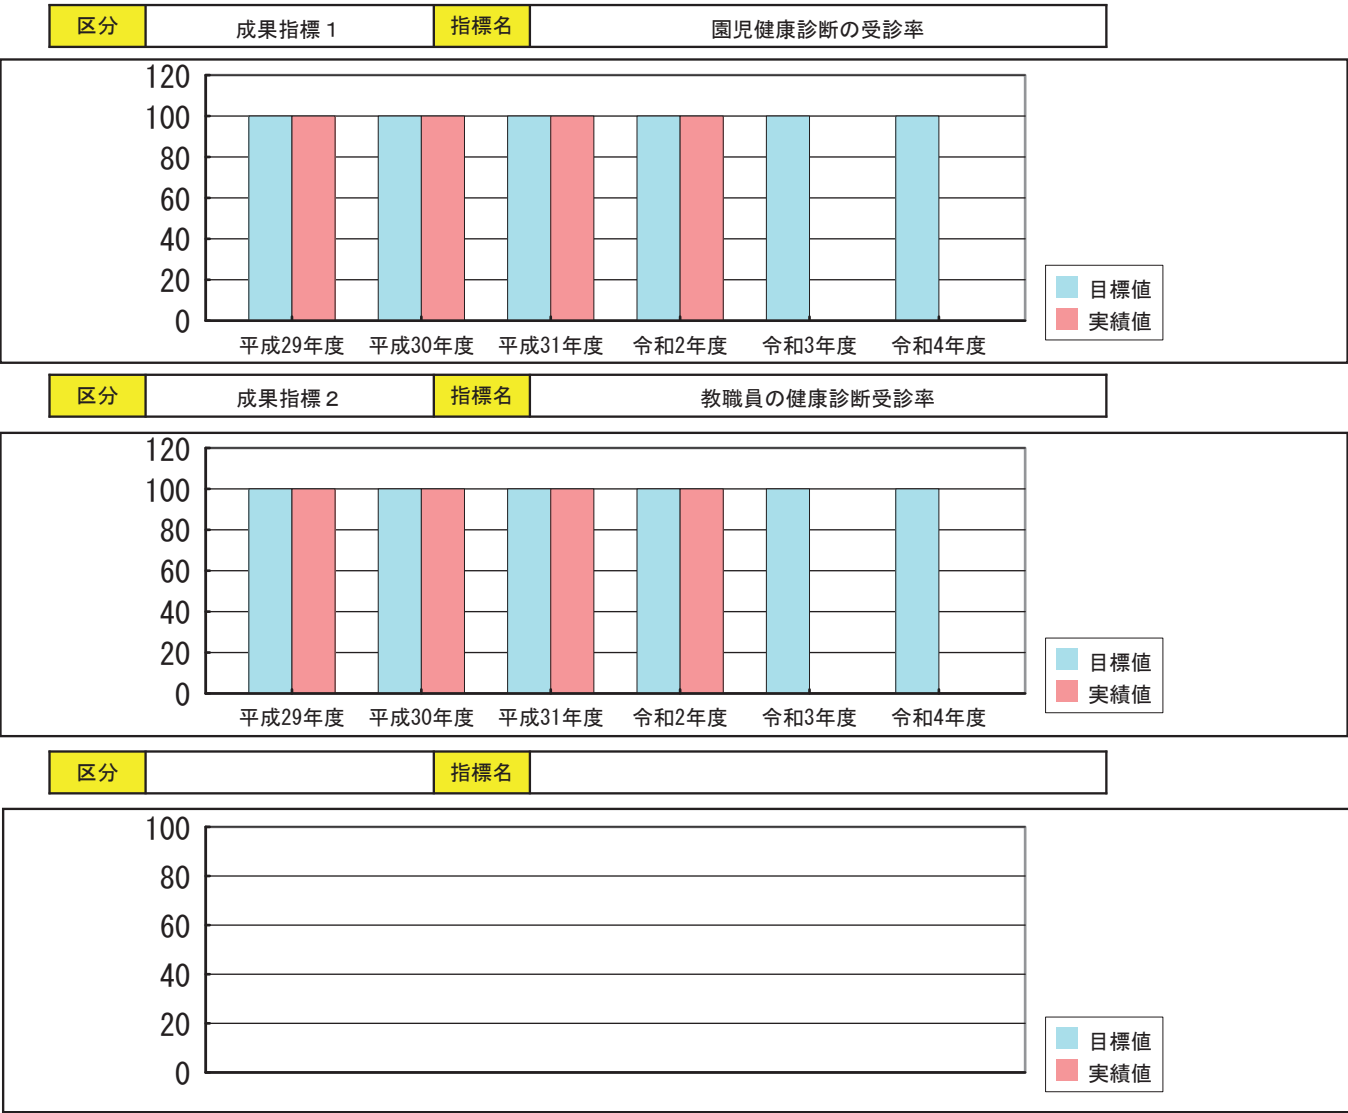 区分 成果指標１ 指標名 園児健康診断の受診率
120
100
80
60
40
20
0
平成29年度 平成30年度 平成31年度 令和2年度 令和3年度 令和4年度
目標値
実績値
区分 成果指標２ 指標名 教職員の健康診断受診率
120
100
80
60
40
20
0
平成29年度 平成30年度 平成31年度 令和2年度 令和3年度 令和4年度
目標値
実績値
区分 指標名
100
80
60
40
20
0
目標値
実績値